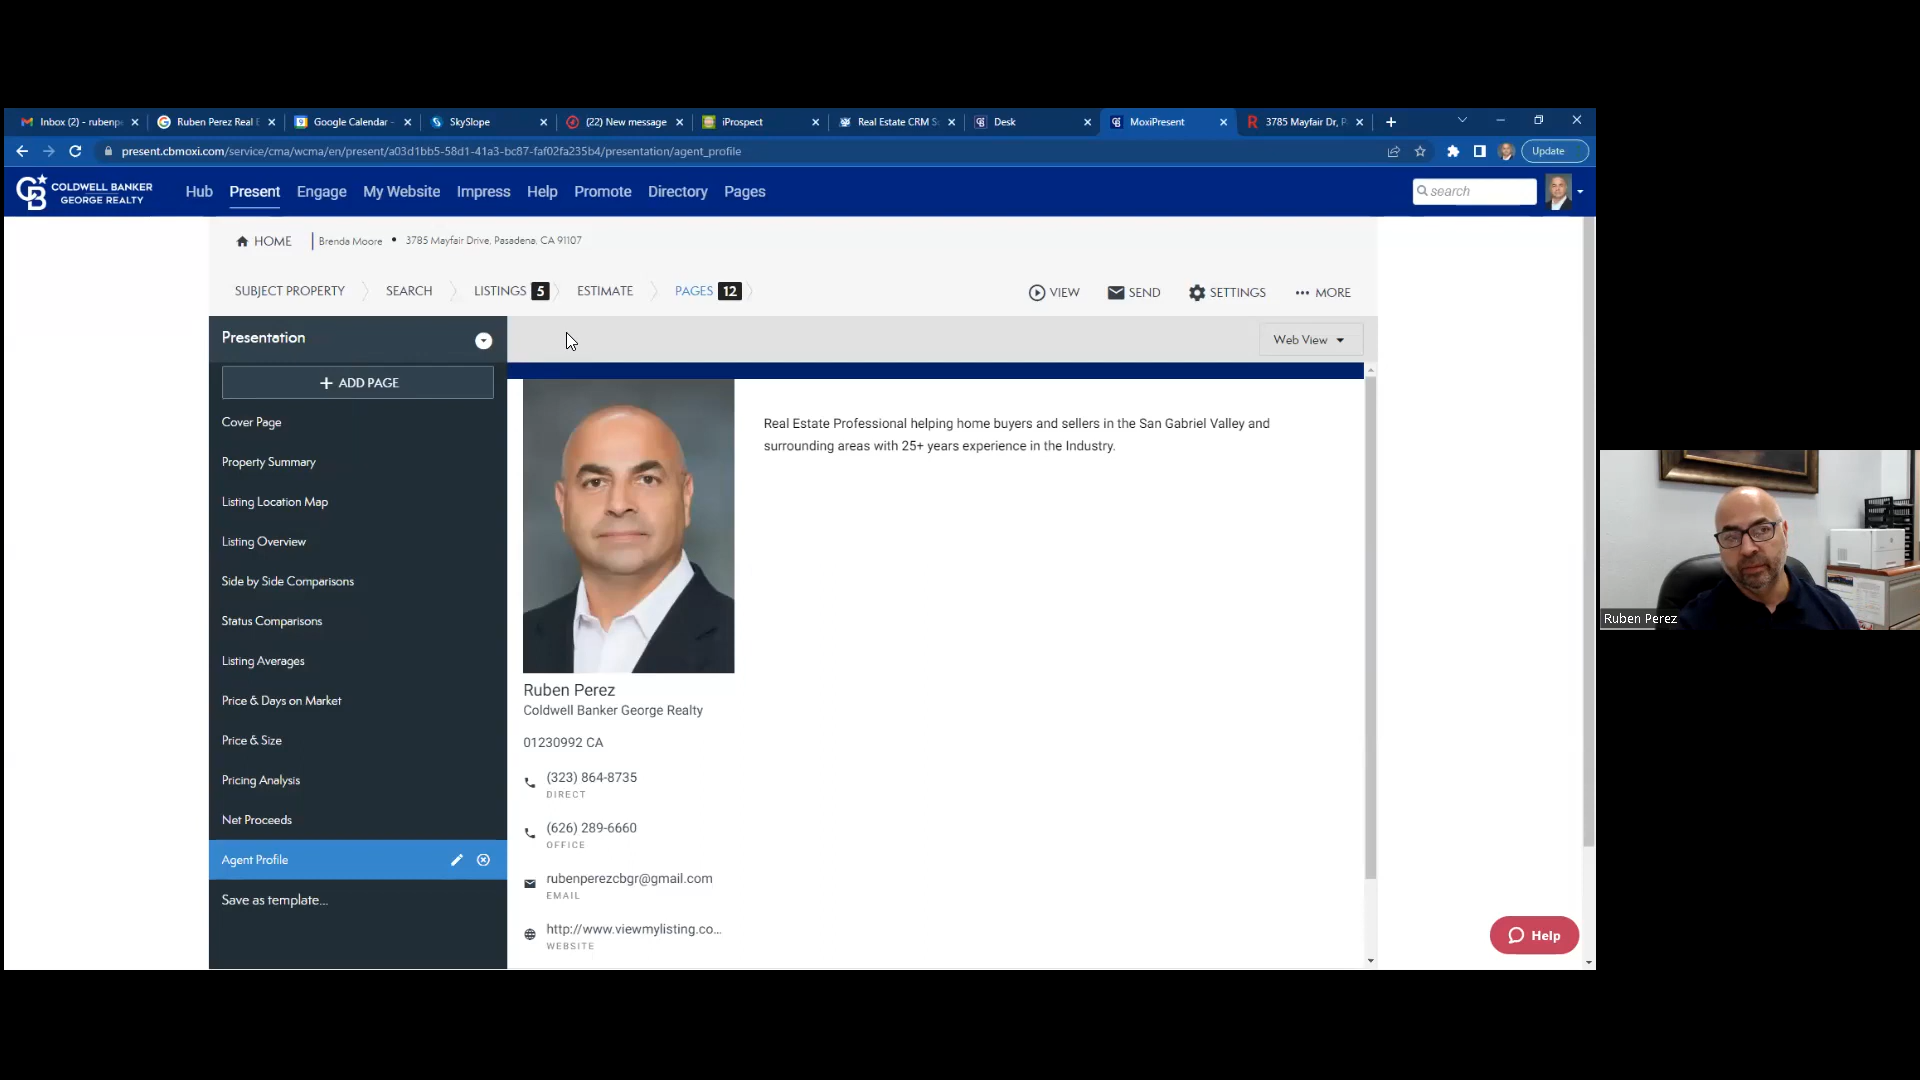 Inbox (2) - rubenp
Ruben Perez Real E
Google Calendar -
SkySlope
(22) New message
iProspect
Real Estate CRM S
Desk
MoxiPresent
3785 Mayfair Dr, P
present.cbmoxi.com/service/cma/wcma/en/present/a03d1bb5-58d1-41a3-bc87-faf02fa235b4/presentation/agent_profile
Update
CB
COLDWELL BANKER
GEORGE REALTY
Hub
Present
Engage
My Website
Impress
Help
Promote
Directory
Pages
search
HOME
Brenda Moore • 3785 Mayfair Drive, Pasadena, CA 91107
SUBJECT PROPERTY
SEARCH
LISTINGS 5
ESTIMATE
PAGES 12
VIEW
SEND
SETTINGS
••• MORE
Presentation
Web View
+ ADD PAGE
Cover Page
Property Summary
Listing Location Map
Listing Overview
Side by Side Comparisons
Status Comparisons
Listing Averages
Price & Days on Market
Price & Size
Pricing Analysis
Net Proceeds
Agent Profile
Save as template...
Real Estate Professional helping home buyers and sellers in the San Gabriel Valley and
surrounding areas with 25+ years experience in the Industry.
Ruben Perez
Coldwell Banker George Realty
01230992 CA
(323) 864-8735
DIRECT
(626) 289-6660
OFFICE
rubenperezcbgr@gmail.com
EMAIL
http://www.viewmylisting.co...
WEBSITE
Help
Ruben Perez